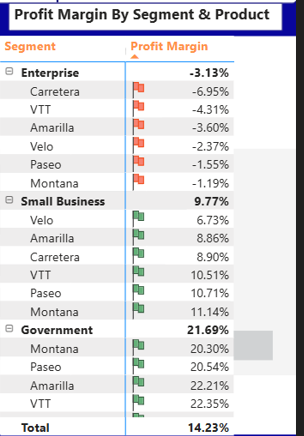 Profit Margin By Segment & Product
Segment Profit Margin
Enterprise -3.13%
Carretera -6.95%
VTT -4.31%
Amarilla -3.60%
Velo -2.37%
Paseo -1.55%
Montana -1.19%
Small Business 9.77%
Velo 6.73%
Amarilla 8.86%
Carretera 8.90%
VTT 10.51%
Paseo 10.71%
Montana 11.14%
Government 21.69%
Montana 20.30%
Paseo 20.54%
Amarilla 22.21%
VTT 22.35%
Total 14.23%